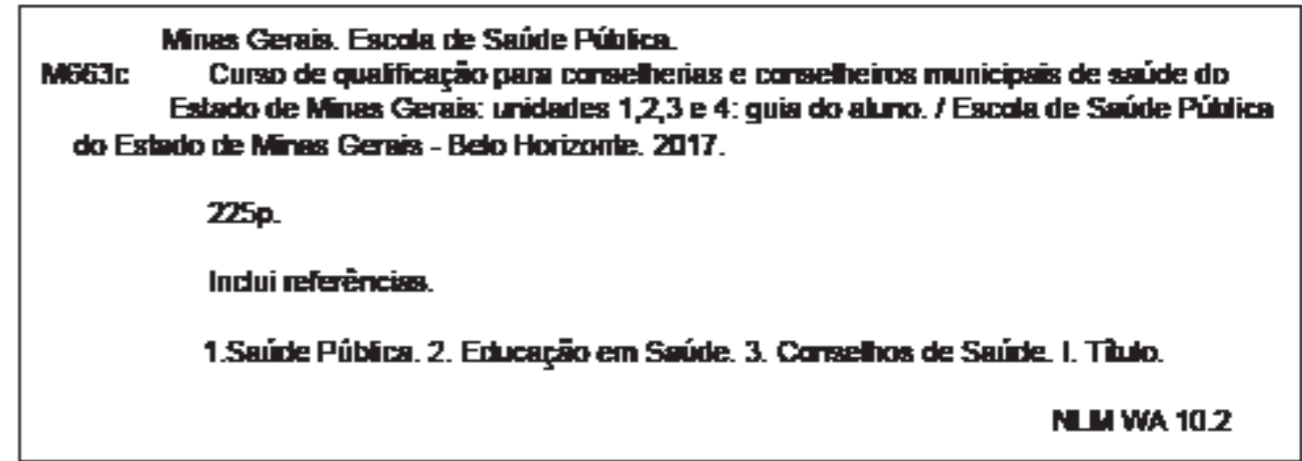 Minas Gerais. Escola de Saúde Pública.
M663c Curso de qualificação para conselherias e conselheiros municipais de saúde do
Estado de Minas Gerais: unidades 1,2,3 e 4: guia do aluno. / Escola de Saúde Pública
do Estado de Minas Gerais - Belo Horizonte. 2017.
225p.
Inclui referências.
1.Saúde Pública. 2. Educação em Saúde. 3. Conselhos de Saúde. I. Título.
NLM WA 10.2